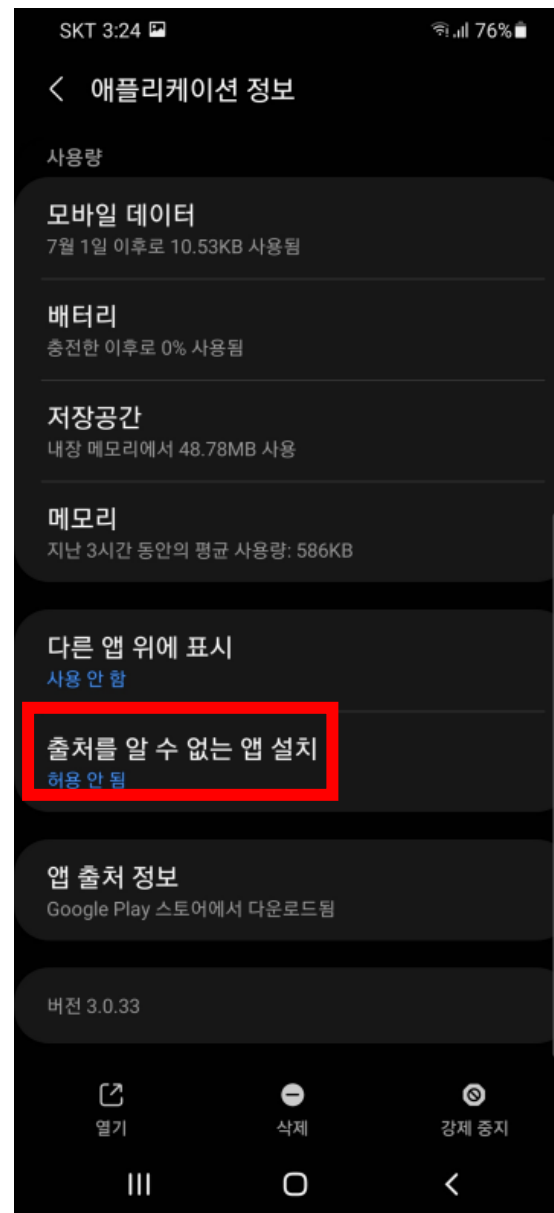 SKT 3:24 76%
애플리케이션 정보
사용량
모바일 데이터
7월 1일 이후로 10.53KB 사용됨
배터리
충전한 이후로 0% 사용됨
저장공간
내장 메모리에서 48.78MB 사용
메모리
지난 3시간 동안의 평균 사용량: 586KB
다른 앱 위에 표시
사용 안 함
출처를 알 수 없는 앱 설치
허용 안 됨
앱 출처 정보
Google Play 스토어에서 다운로드됨
버전 3.0.33
열기 삭제 강제 중지